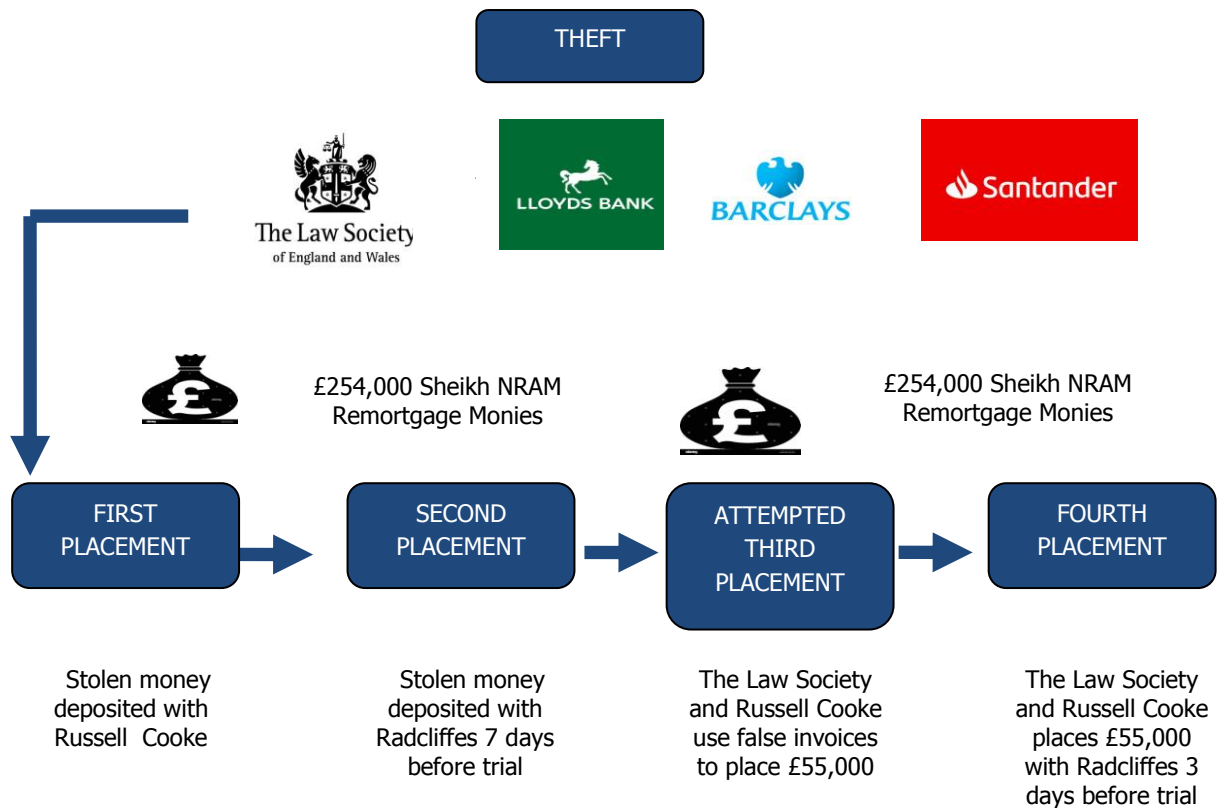 THEFT
The Law Society
of England and Wales
LLOYDS BANK
BARCLAYS
Santander
£
£254,000 Sheikh NRAM
Remortgage Monies
£
£254,000 Sheikh NRAM
Remortgage Monies
FIRST
PLACEMENT
SECOND
PLACEMENT
ATTEMPTED
THIRD
PLACEMENT
FOURTH
PLACEMENT
Stolen money
deposited with
Russell Cooke
Stolen money
deposited with
Radcliffes 7 days
before trial
The Law Society
and Russell Cooke
use false invoices
to place £55,000
The Law Society
and Russell Cooke
places £55,000
with Radcliffes 3
days before trial